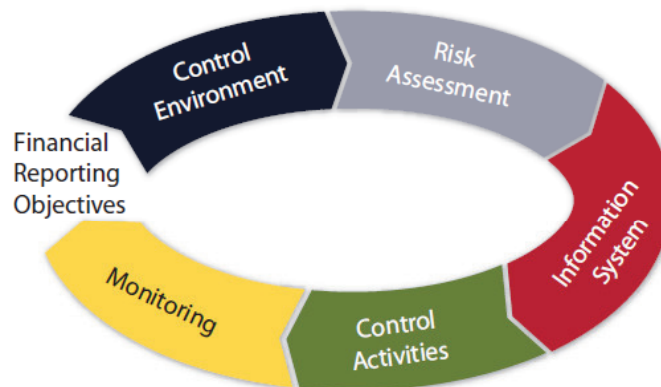 Control
Environment
Risk
Assessment
Financial
Reporting
Objectives
Information
System
Monitoring
Control
Activities